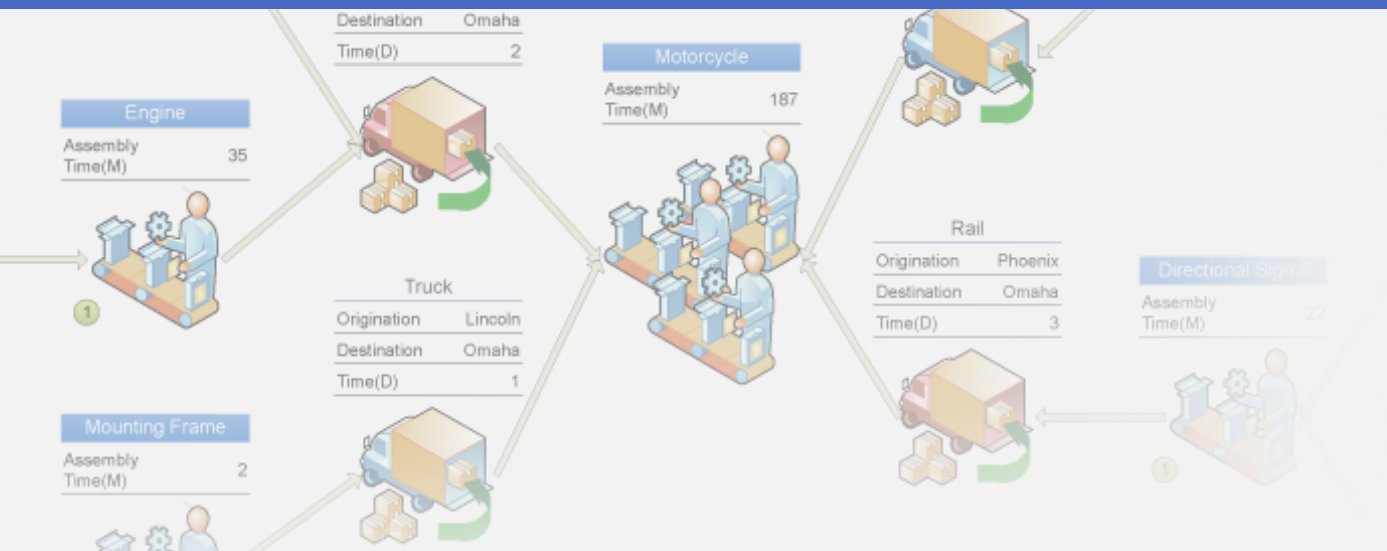 Destination Omaha
Time(D) 2
Motorcycle
Assembly
Time(M) 187
Engine
Assembly
Time(M) 35
1
Truck
Origination Lincoln
Destination Omaha
Time(D) 1
Rail
Origination Phoenix
Destination Omaha
Time(D) 3
Directional Signal
Assembly
Time(M) 22
1
Mounting Frame
Assembly
Time(M) 2